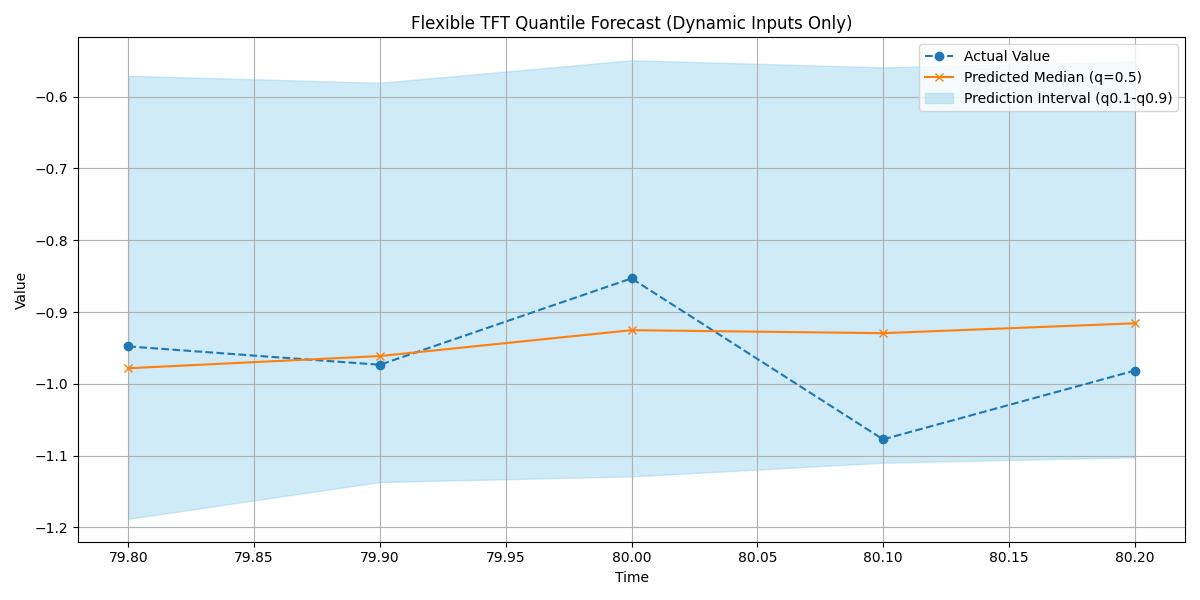 Flexible TFT Quantile Forecast (Dynamic Inputs Only)
Actual Value
Predicted Median (q=0.5)
Prediction Interval (q0.1-q0.9)
Value
−0.6
−0.7
−0.8
−0.9
−1.0
−1.1
−1.2
79.80 79.85 79.90 79.95 80.00 80.05 80.10 80.15 80.20
Time